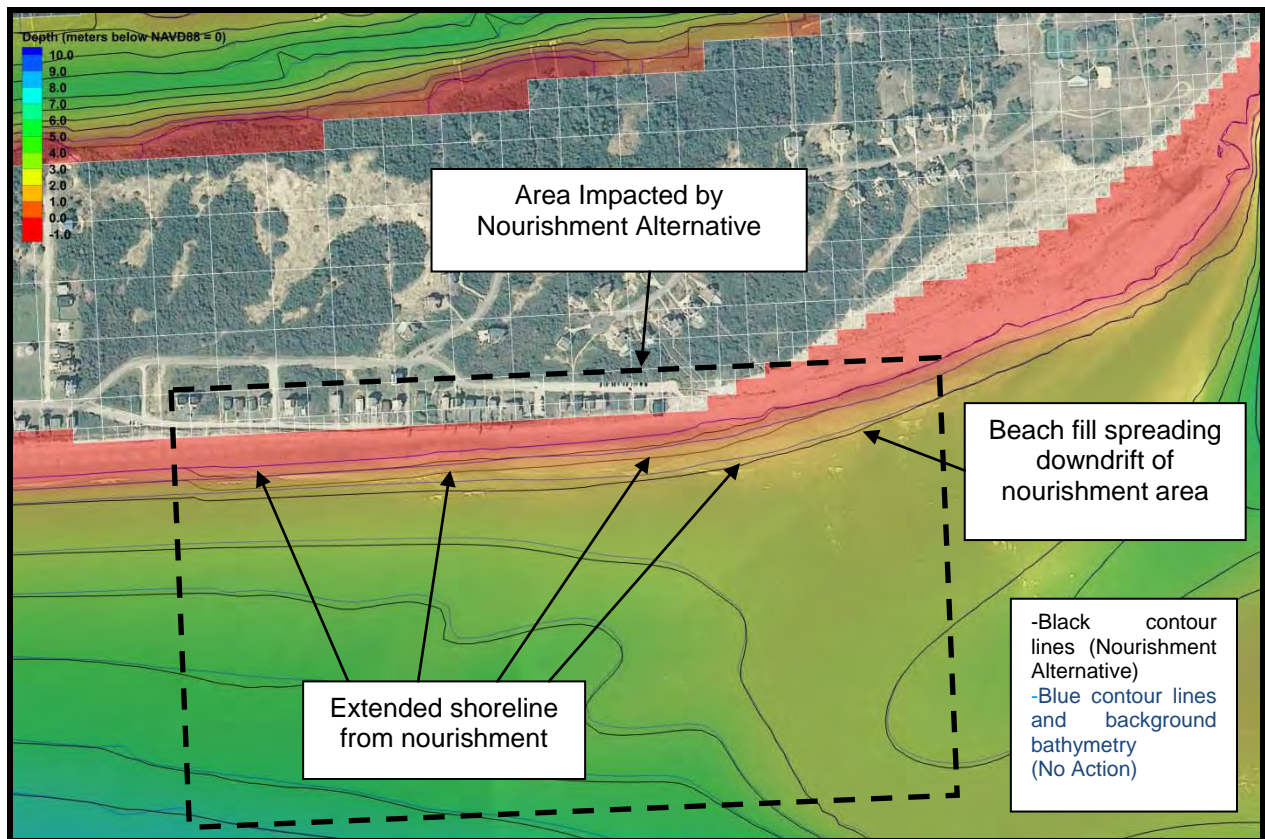 Depth (meters below NAVD88 = 0)
10.0
9.0
8.0
7.0
6.0
5.0
4.0
3.0
2.0
1.0
0.0
-1.0
Area Impacted by
Nourishment Alternative
Beach fill spreading
downdrift of
nourishment area
Extended shoreline
from nourishment
-Black contour
lines (Nourishment
Alternative)
-Blue contour lines
and background
bathymetry
(No Action)